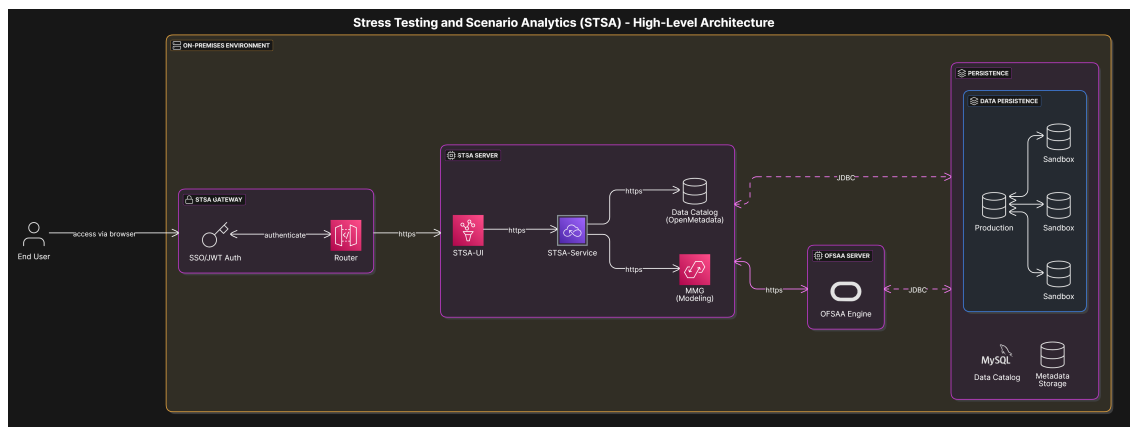 Stress Testing and Scenario Analytics (STSA) - High-Level Architecture
ON-PREMISES ENVIRONMENT
PERSISTENCE
DATA PERSISTENCE
Sandbox
STSA SERVER
JDBC
https
Data Catalog
(OpenMetadata)
STSA GATEWAY
Production
Sandbox
End User
access via browser
SSO/JWT Auth
authenticate
Router
https
STSA-UI
https
STSA-Service
https
MMG
(Modeling)
https
OFSAA SERVER
OFSAA Engine
JDBC
Sandbox
MySQL
Data Catalog
Metadata
Storage